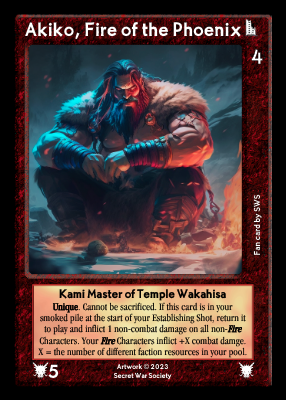 Akiko, Fire of the Phoenix
4
Fan card by SWS
Kami Master of Temple Wakahisa
Unique. Cannot be sacrificed. If this card is in your
smoked pile at the start of your Establishing Shot, return it
to play and inflict 1 non-combat damage on all non-Fire
Characters. Your Fire Characters inflict +X combat damage.
X = the number of different faction resources in your pool.
5
Artwork © 2023
Secret War Society